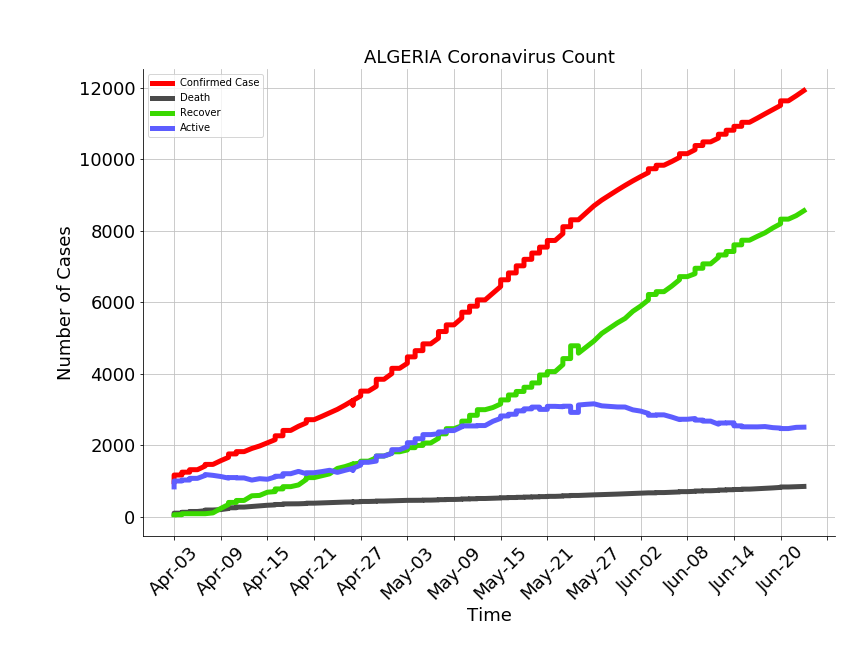 ALGERIA Coronavirus Count
Confirmed Case
Death
Recover
Active
Number of Cases
12000
10000
8000
6000
4000
2000
0
Apr-03
Apr-09
Apr-15
Apr-21
Apr-27
May-03
May-09
May-15
May-21
May-27
Jun-02
Jun-08
Jun-14
Jun-20
Time